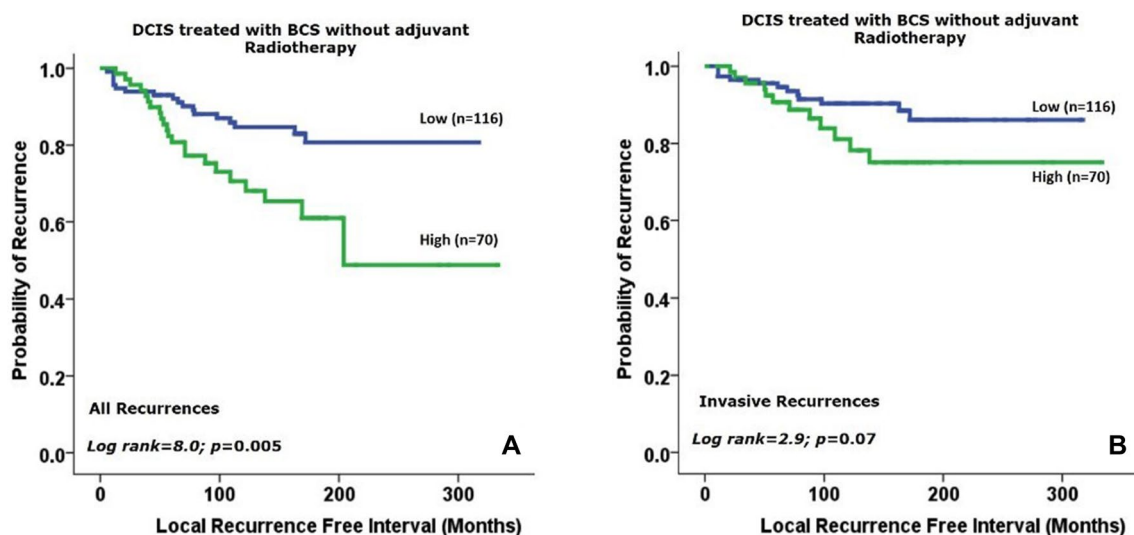 DCIS treated with BCS without adjuvant
Radiotherapy
Probability of Recurrence
1.0
0.8
0.6
0.4
0.2
0.0
Low (n=116)
High (n=70)
All Recurrences
Log rank=8.0; p=0.005
A
0
100
200
300
Local Recurrence Free Interval (Months)
DCIS treated with BCS without adjuvant
Radiotherapy
Probability of Recurrence
1.0
0.8
0.6
0.4
0.2
0.0
Low (n=116)
High (n=70)
Invasive Recurrences
Log rank=2.9; p=0.07
B
0
100
200
300
Local Recurrence Free Interval (Months)